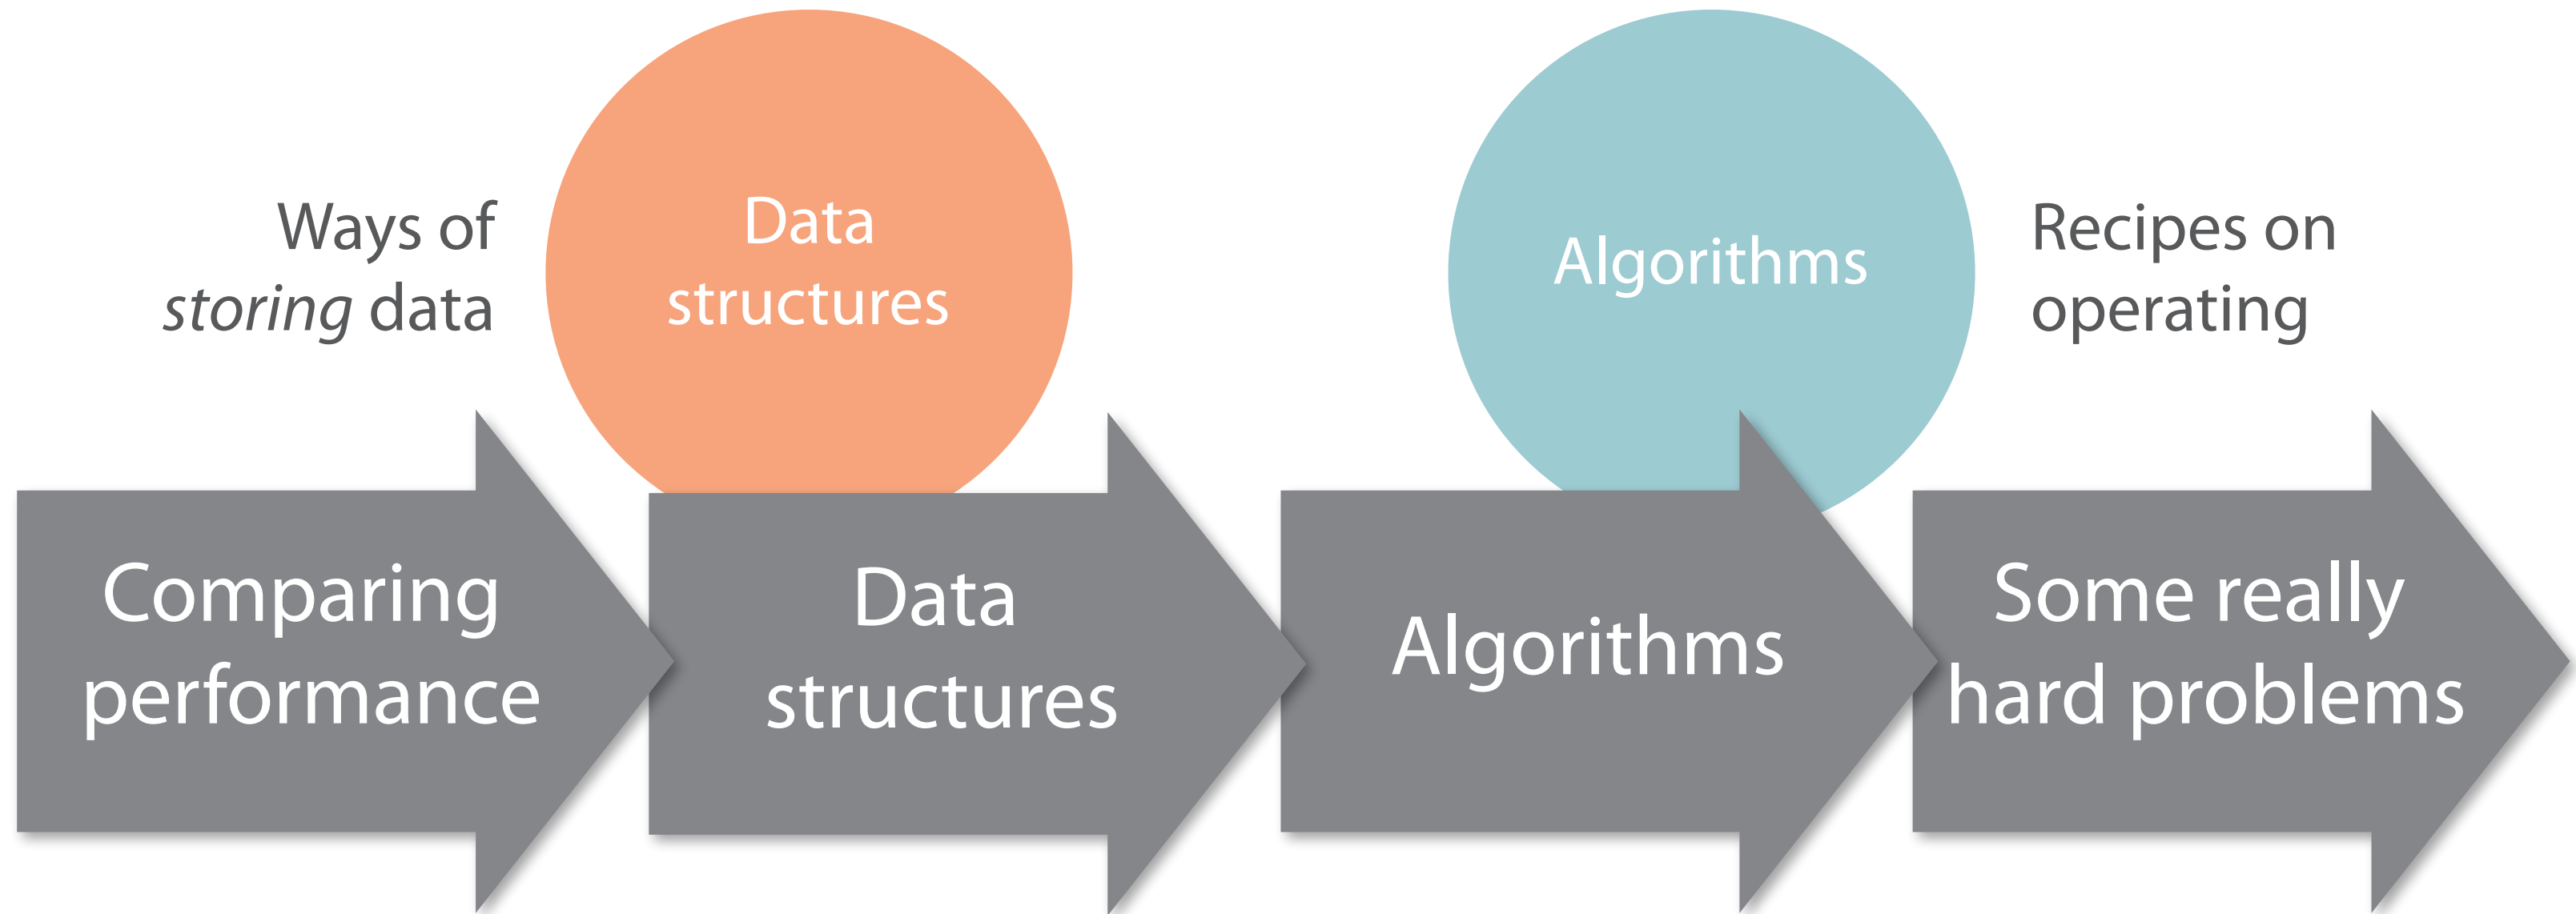 Ways of
storing data
Data
structures
Algorithms
Recipes on
operating
Comparing
performance
Data
structures
Algorithms
Some really
hard problems